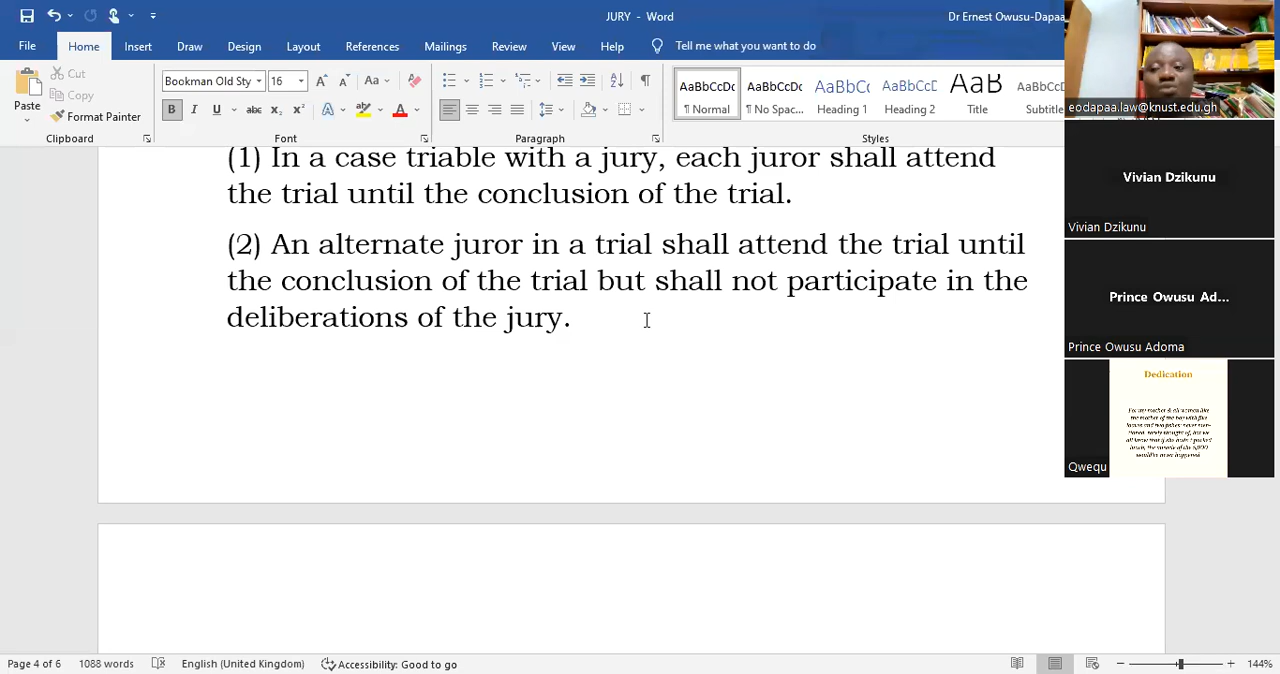 JURY - Word
Dr Ernest Owusu-Dapaa
File Home Insert Draw Design Layout References Mailings Review View Help Tell me what you want to do
Paste
Cut
Copy
Format Painter
Clipboard
Bookman Old Sty 16
Font
Paragraph
AaBbCcDc AaBbCcDc AaBbCc AaBbCcD AaB AaBbCcD
¶ Normal ¶ No Spac... Heading 1 Heading 2 Title Subtitle
Styles
(1) In a case triable with a jury, each juror shall attend
the trial until the conclusion of the trial.
(2) An alternate juror in a trial shall attend the trial until
the conclusion of the trial but shall not participate in the
deliberations of the jury.
eodapaa.law@knust.edu.gh
Vivian Dzikunu
Vivian Dzikunu
Prince Owusu Ad...
Prince Owusu Adoma
Dedication
Qwequ
Page 4 of 6 1088 words English (United Kingdom) Accessibility: Good to go 144%